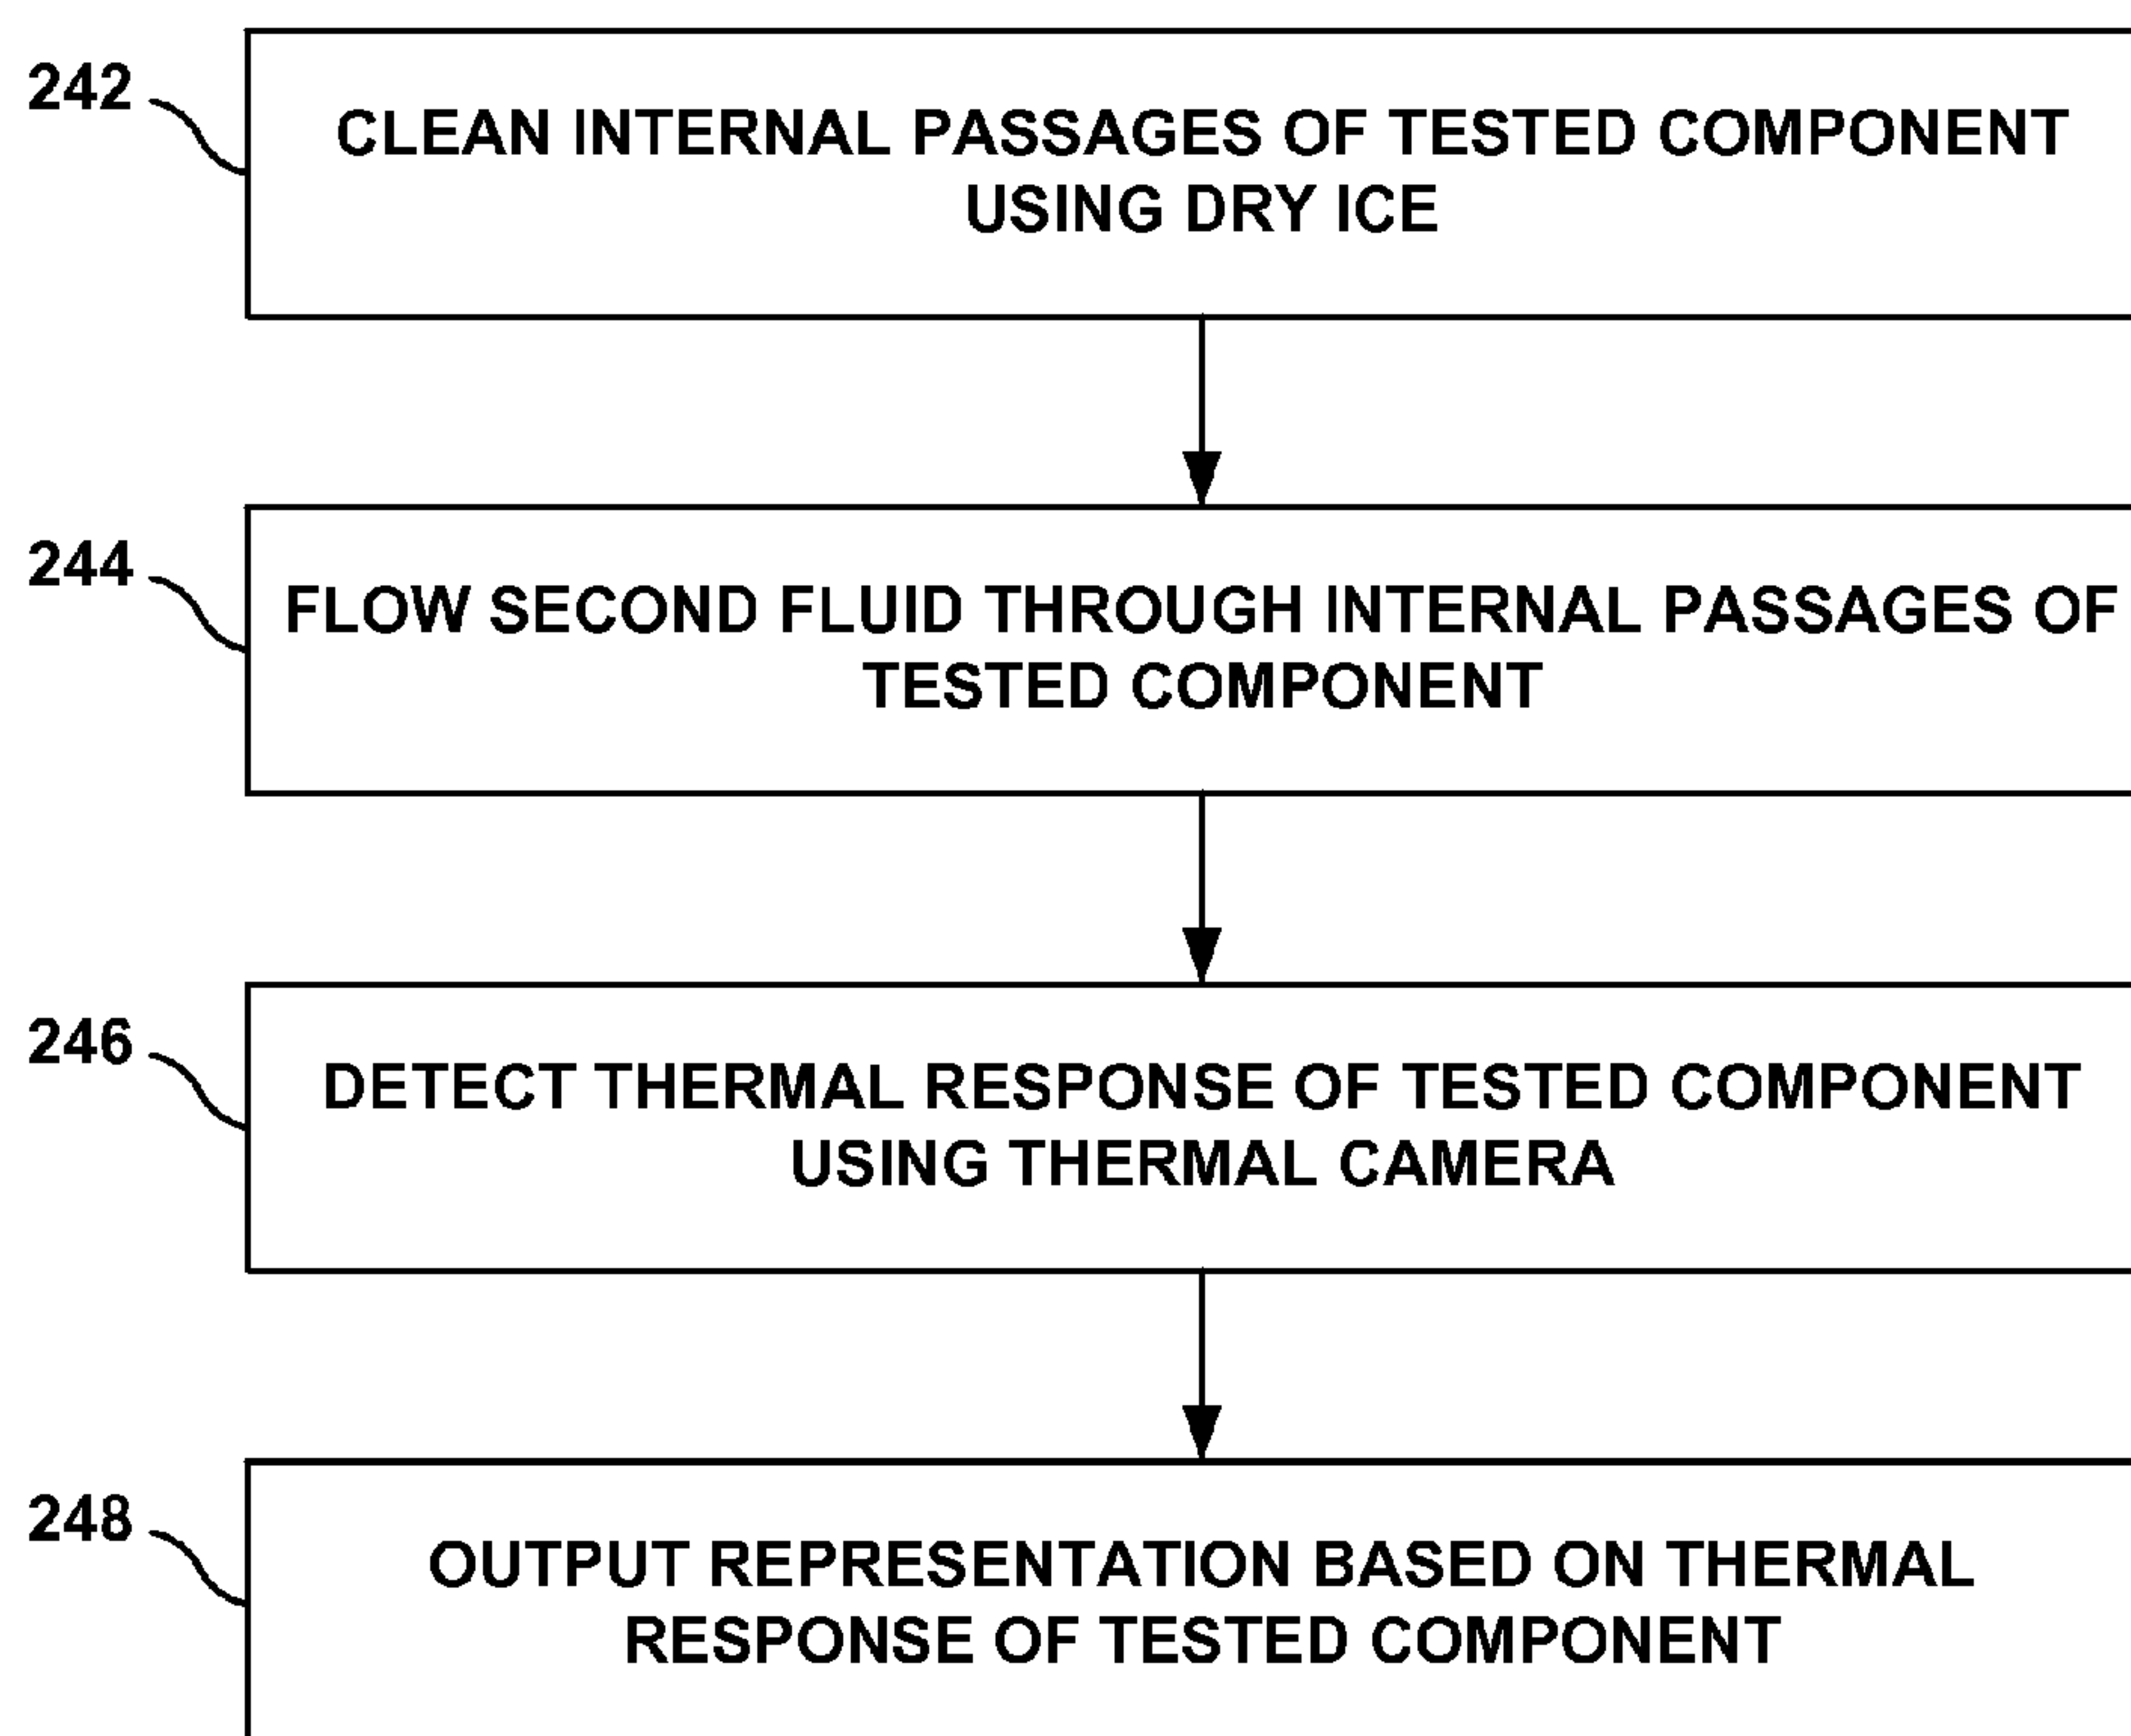 242
CLEAN INTERNAL PASSAGES OF TESTED COMPONENT
USING DRY ICE
244
FLOW SECOND FLUID THROUGH INTERNAL PASSAGES OF
TESTED COMPONENT
246
DETECT THERMAL RESPONSE OF TESTED COMPONENT
USING THERMAL CAMERA
248
OUTPUT REPRESENTATION BASED ON THERMAL
RESPONSE OF TESTED COMPONENT